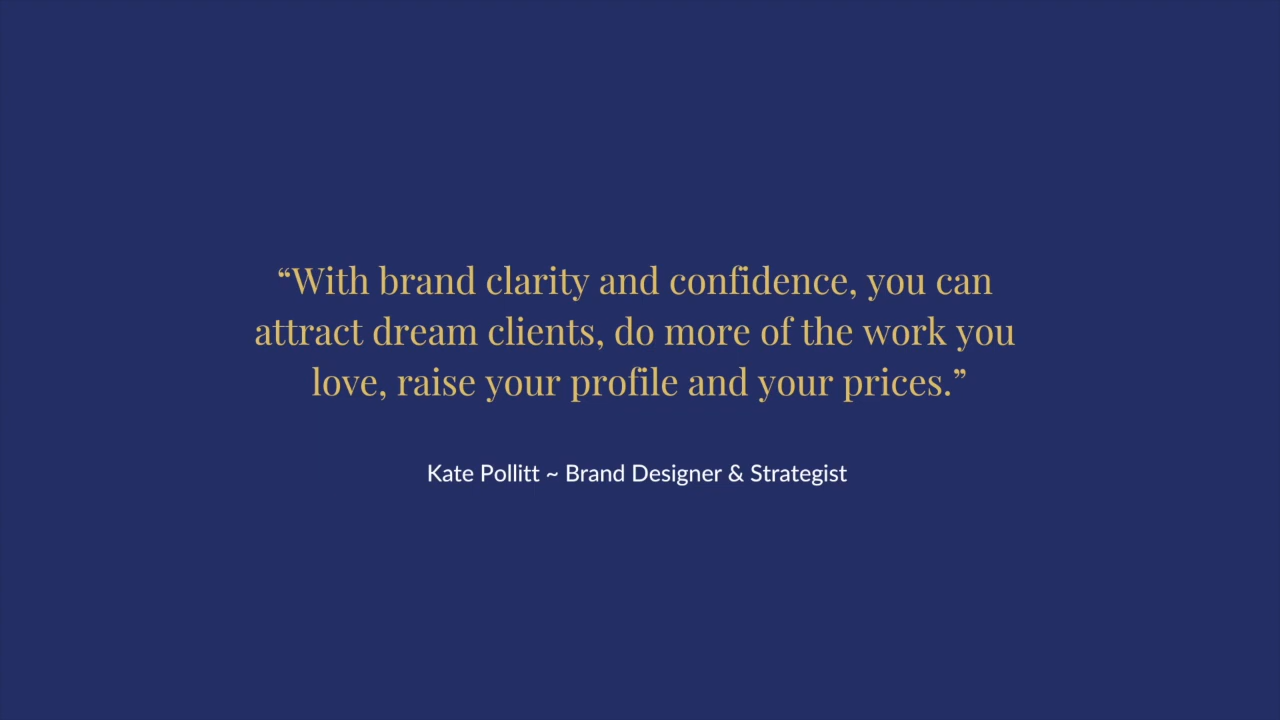 “With brand clarity and confidence, you can
attract dream clients, do more of the work you
love, raise your profile and your prices.”
Kate Pollitt ~ Brand Designer & Strategist